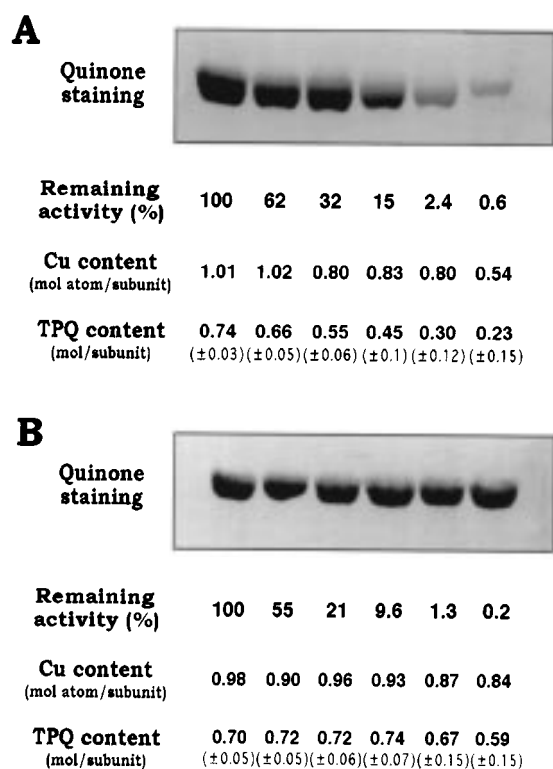 A
Quinone
staining
Remaining
activity (%)
100 62 32 15 2.4 0.6
Cu content
(mol atom/subunit)
1.01 1.02 0.80 0.83 0.80 0.54
TPQ content
(mol/subunit)
0.74 0.66 0.55 0.45 0.30 0.23
(±0.03) (±0.05) (±0.06) (±0.1) (±0.12) (±0.15)
B
Quinone
staining
Remaining
activity (%)
100 55 21 9.6 1.3 0.2
Cu content
(mol atom/subunit)
0.98 0.90 0.96 0.93 0.87 0.84
TPQ content
(mol/subunit)
0.70 0.72 0.72 0.74 0.67 0.59
(±0.05) (±0.05) (±0.06) (±0.07) (±0.15) (±0.15)